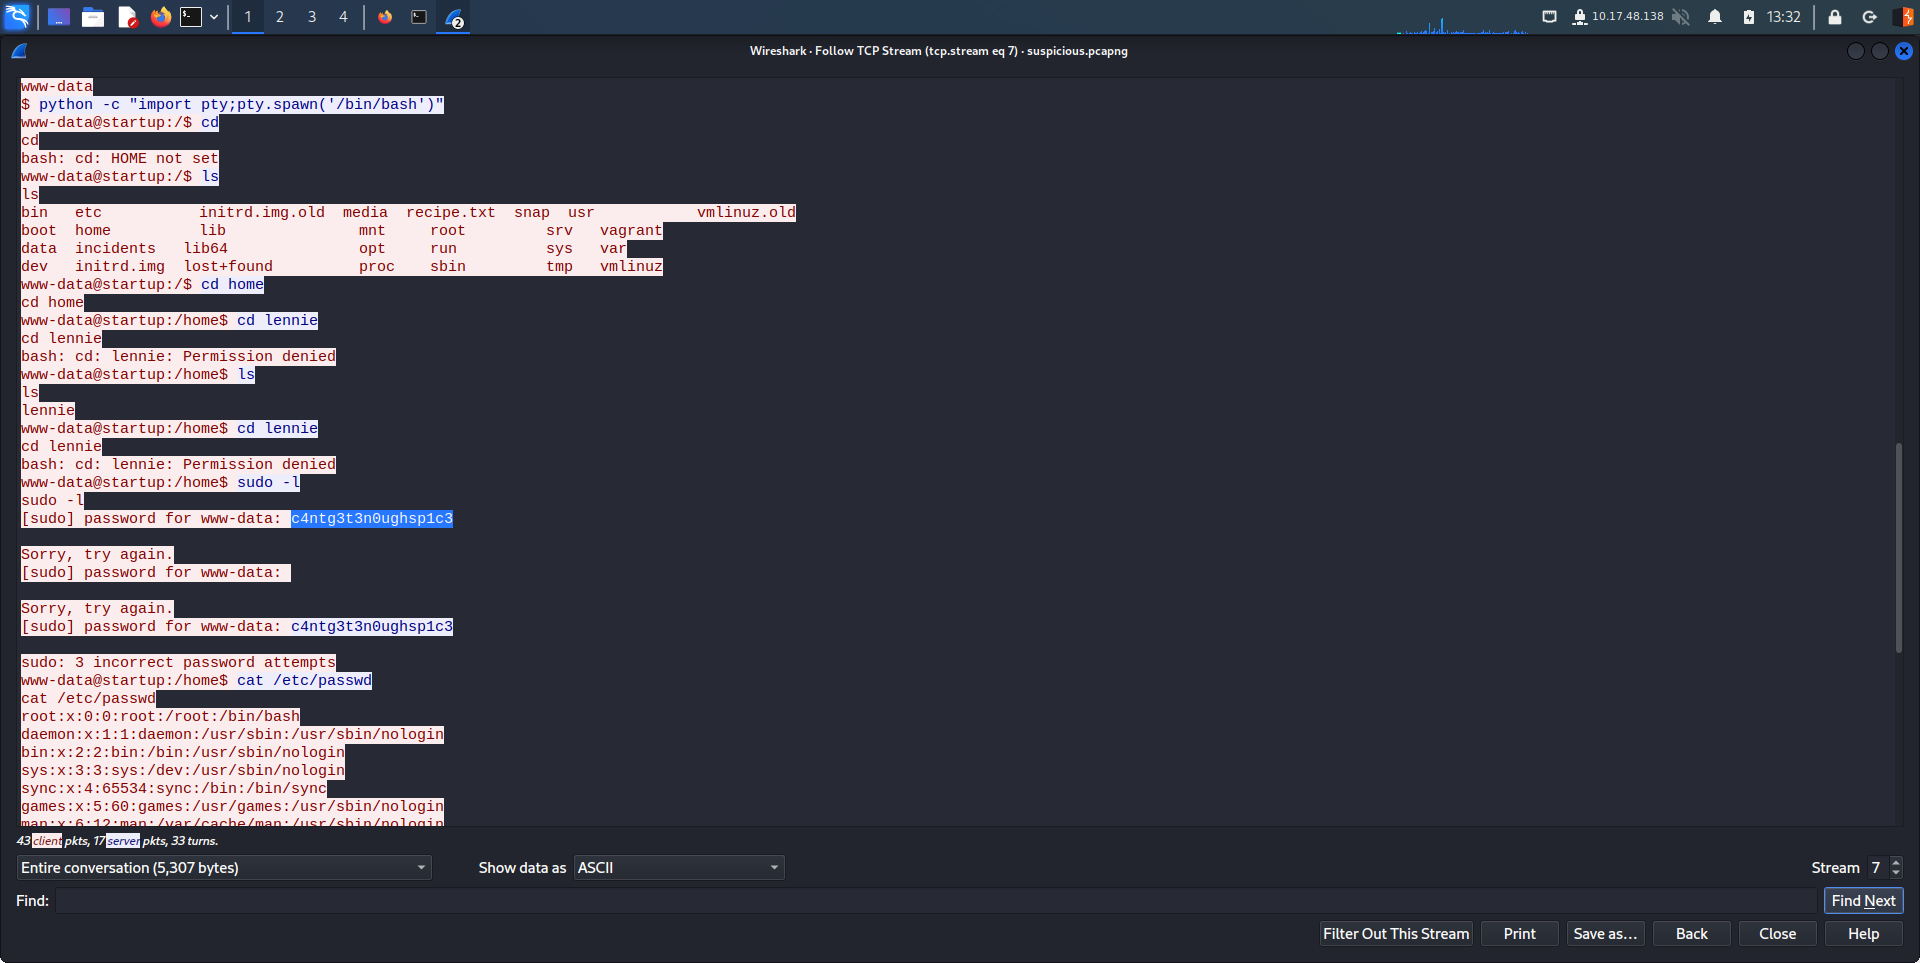 1 2 3 4 2 10.17.48.138 13:32
Wireshark · Follow TCP Stream (tcp.stream eq 7) · suspicious.pcapng
www-data
$ python -c "import pty;pty.spawn('/bin/bash')"
www-data@startup:/$ cd
cd
bash: cd: HOME not set
www-data@startup:/$ ls
ls
bin   etc           initrd.img.old  media  recipe.txt  snap  usr           vmlinuz.old
boot  home          lib               mnt     root         srv   vagrant
data  incidents   lib64               opt     run          sys   var
dev   initrd.img  lost+found          proc    sbin         tmp   vmlinuz
www-data@startup:/$ cd home
cd home
www-data@startup:/home$ cd lennie
cd lennie
bash: cd: lennie: Permission denied
www-data@startup:/home$ ls
ls
lennie
www-data@startup:/home$ cd lennie
cd lennie
bash: cd: lennie: Permission denied
www-data@startup:/home$ sudo -l
sudo -l
[sudo] password for www-data: c4ntg3t3n0ughsp1c3
Sorry, try again.
[sudo] password for www-data:
Sorry, try again.
[sudo] password for www-data: c4ntg3t3n0ughsp1c3
sudo: 3 incorrect password attempts
www-data@startup:/home$ cat /etc/passwd
cat /etc/passwd
root:x:0:0:root:/root:/bin/bash
daemon:x:1:1:daemon:/usr/sbin:/usr/sbin/nologin
bin:x:2:2:bin:/bin:/usr/sbin/nologin
sys:x:3:3:sys:/dev:/usr/sbin/nologin
sync:x:4:65534:sync:/bin:/bin/sync
games:x:5:60:games:/usr/games:/usr/sbin/nologin
man:x:6:12:man:/var/cache/man:/usr/sbin/nologin
43 client pkts, 17 server pkts, 33 turns.
Entire conversation (5,307 bytes) Show data as ASCII Stream 7
Find: Find Next
Filter Out This Stream Print Save as… Back Close Help